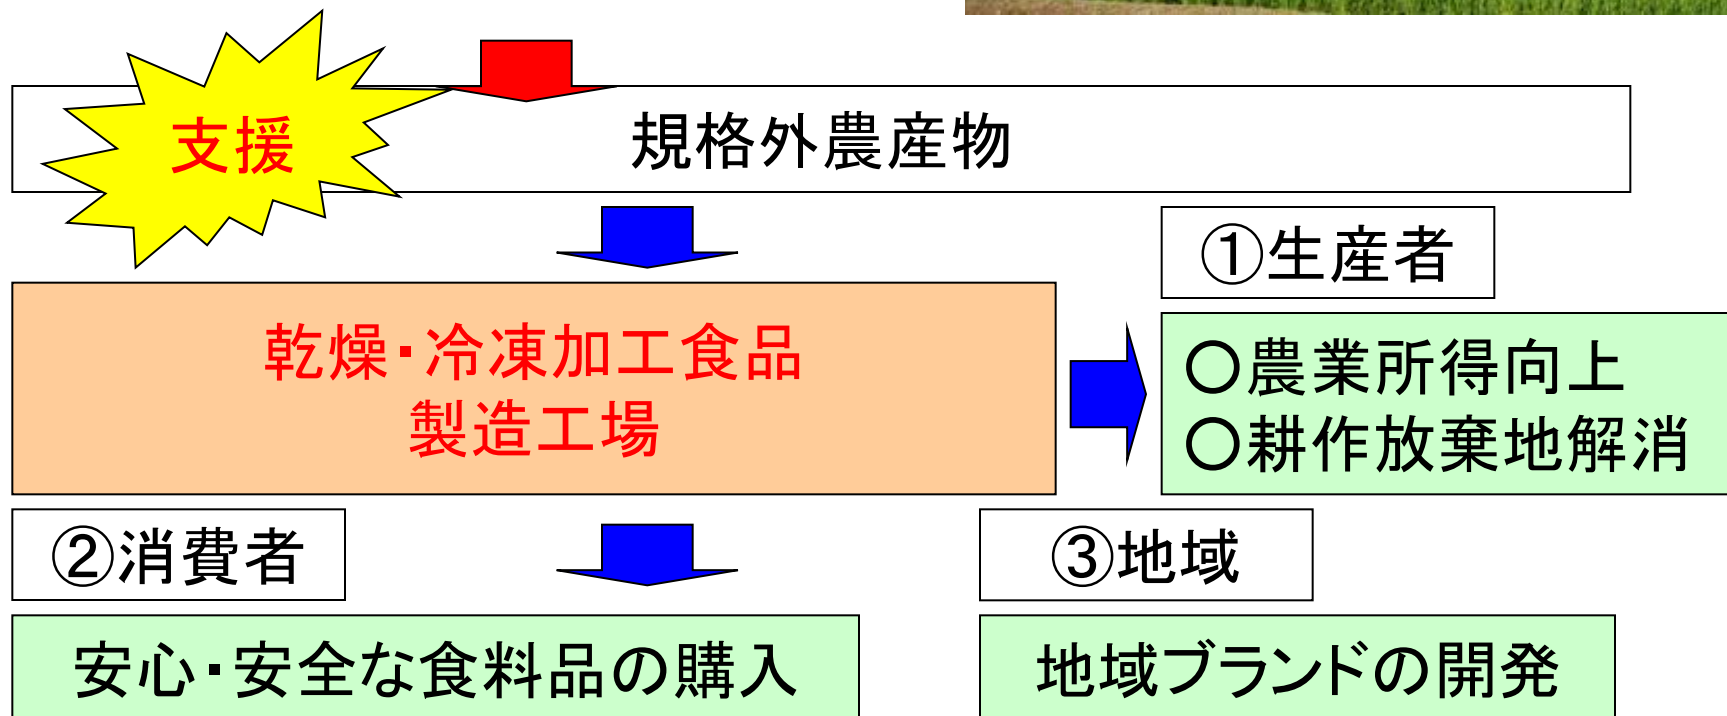 支援
規格外農産物
①生産者
乾燥・冷凍加工食品
製造工場
○農業所得向上
○耕作放棄地解消
②消費者
③地域
安心・安全な食料品の購入
地域ブランドの開発